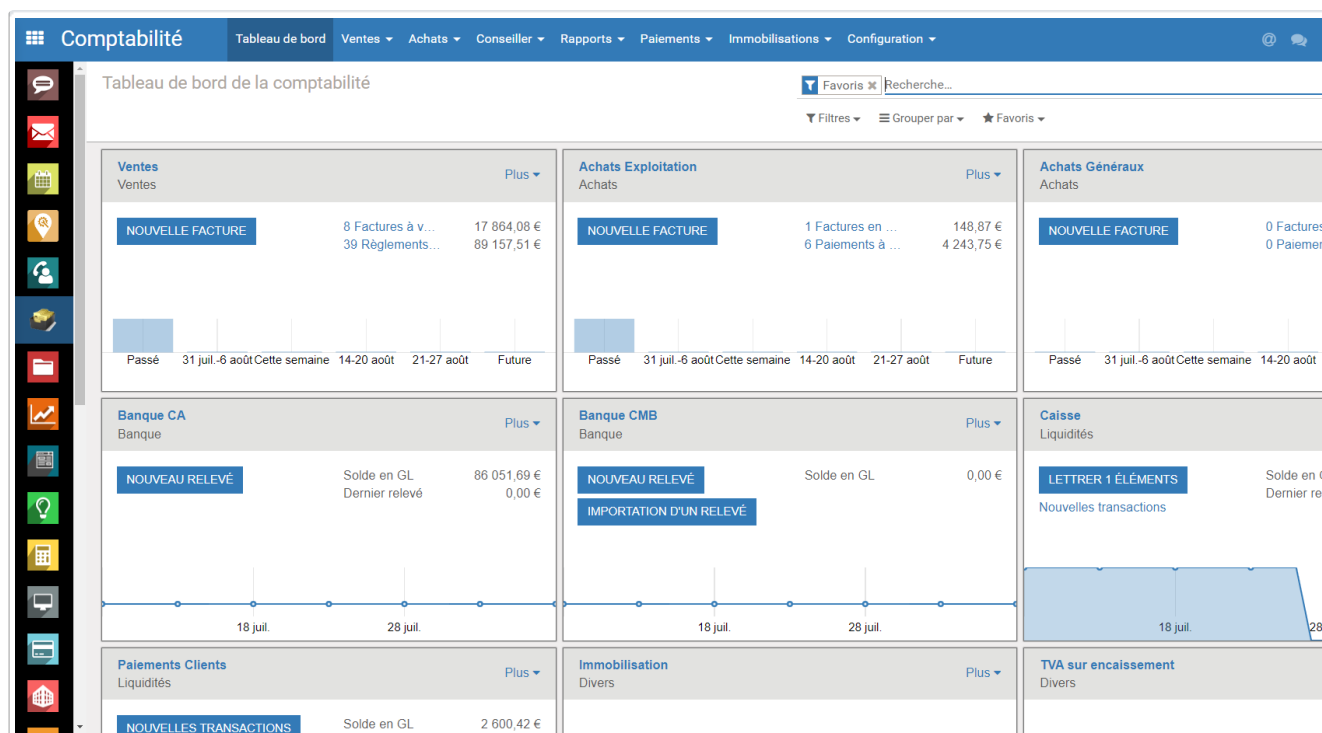 Comptabilité
Tableau de bord Ventes Achats Conseiller Rapports Paiements Immobilisations Configuration
@
Tableau de bord de la comptabilité
Favoris Recherche...
Filtres Grouper par Favoris
Ventes
Ventes
Plus
NOUVELLE FACTURE
8 Factures à v... 17 864,08 €
39 Règlements... 89 157,51 €
Passé 31 juil.-6 août Cette semaine 14-20 août 21-27 août Future
Achats Exploitation
Achats
Plus
NOUVELLE FACTURE
1 Factures en ... 148,87 €
6 Paiements à ... 4 243,75 €
Passé 31 juil.-6 août Cette semaine 14-20 août 21-27 août Future
Achats Généraux
Achats
NOUVELLE FACTURE
0 Factures
0 Paiemen
Passé 31 juil.-6 août Cette semaine 14-20 août
Banque CA
Banque
Plus
NOUVEAU RELEVÉ
Solde en GL 86 051,69 €
Dernier relevé 0,00 €
18 juil. 28 juil.
Banque CMB
Banque
Plus
NOUVEAU RELEVÉ
IMPORTATION D'UN RELEVÉ
Solde en GL 0,00 €
18 juil. 28 juil.
Caisse
Liquidités
LETTRER 1 ÉLÉMENTS
Nouvelles transactions
Solde en
Dernier re
18 juil. 28
Paiements Clients
Liquidités
Plus
NOUVELLES TRANSACTIONS
Solde en GL 2 600,42 €
Immobilisation
Divers
Plus
TVA sur encaissement
Divers